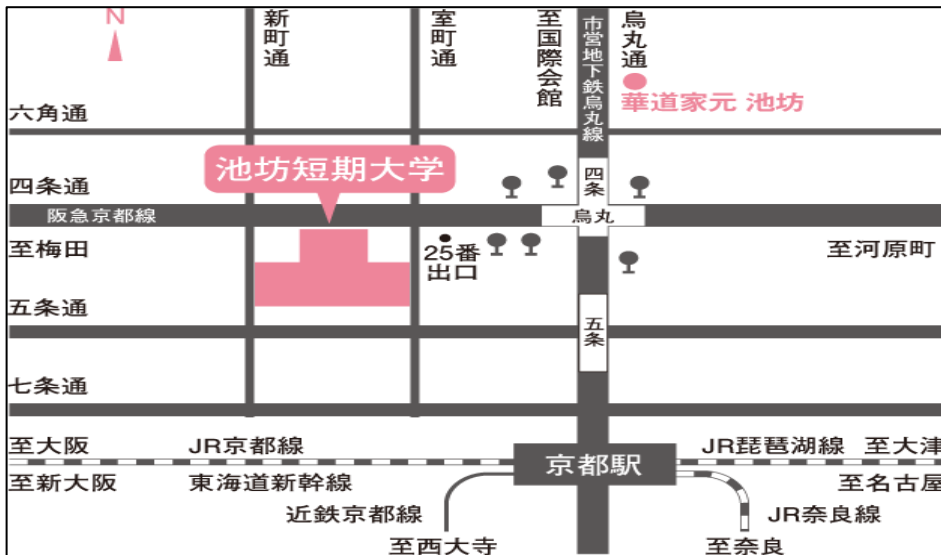 N
新町通
室町通
至国際会館
市営地下鉄烏丸線
烏丸通
華道家元 池坊
六角通
池坊短期大学
四条通
四条
阪急京都線
烏丸
至梅田
25番
出口
至河原町
五条通
五条
七条通
至大阪
JR京都線
京都駅
JR琵琶湖線
至大津
至新大阪
東海道新幹線
至名古屋
近鉄京都線
JR奈良線
至西大寺
至奈良